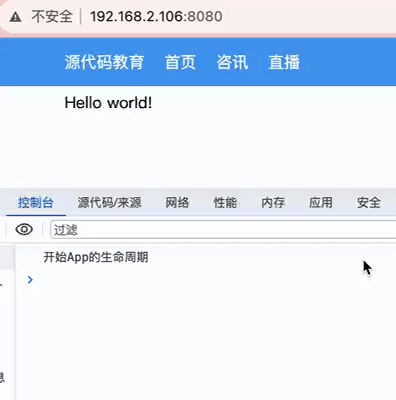 不安全 | 192.168.2.106:8080
源代码教育 首页 咨讯 直播
Hello world!
控制台 源代码/来源 网络 性能 内存 应用 安全
过滤
开始App的生命周期
息